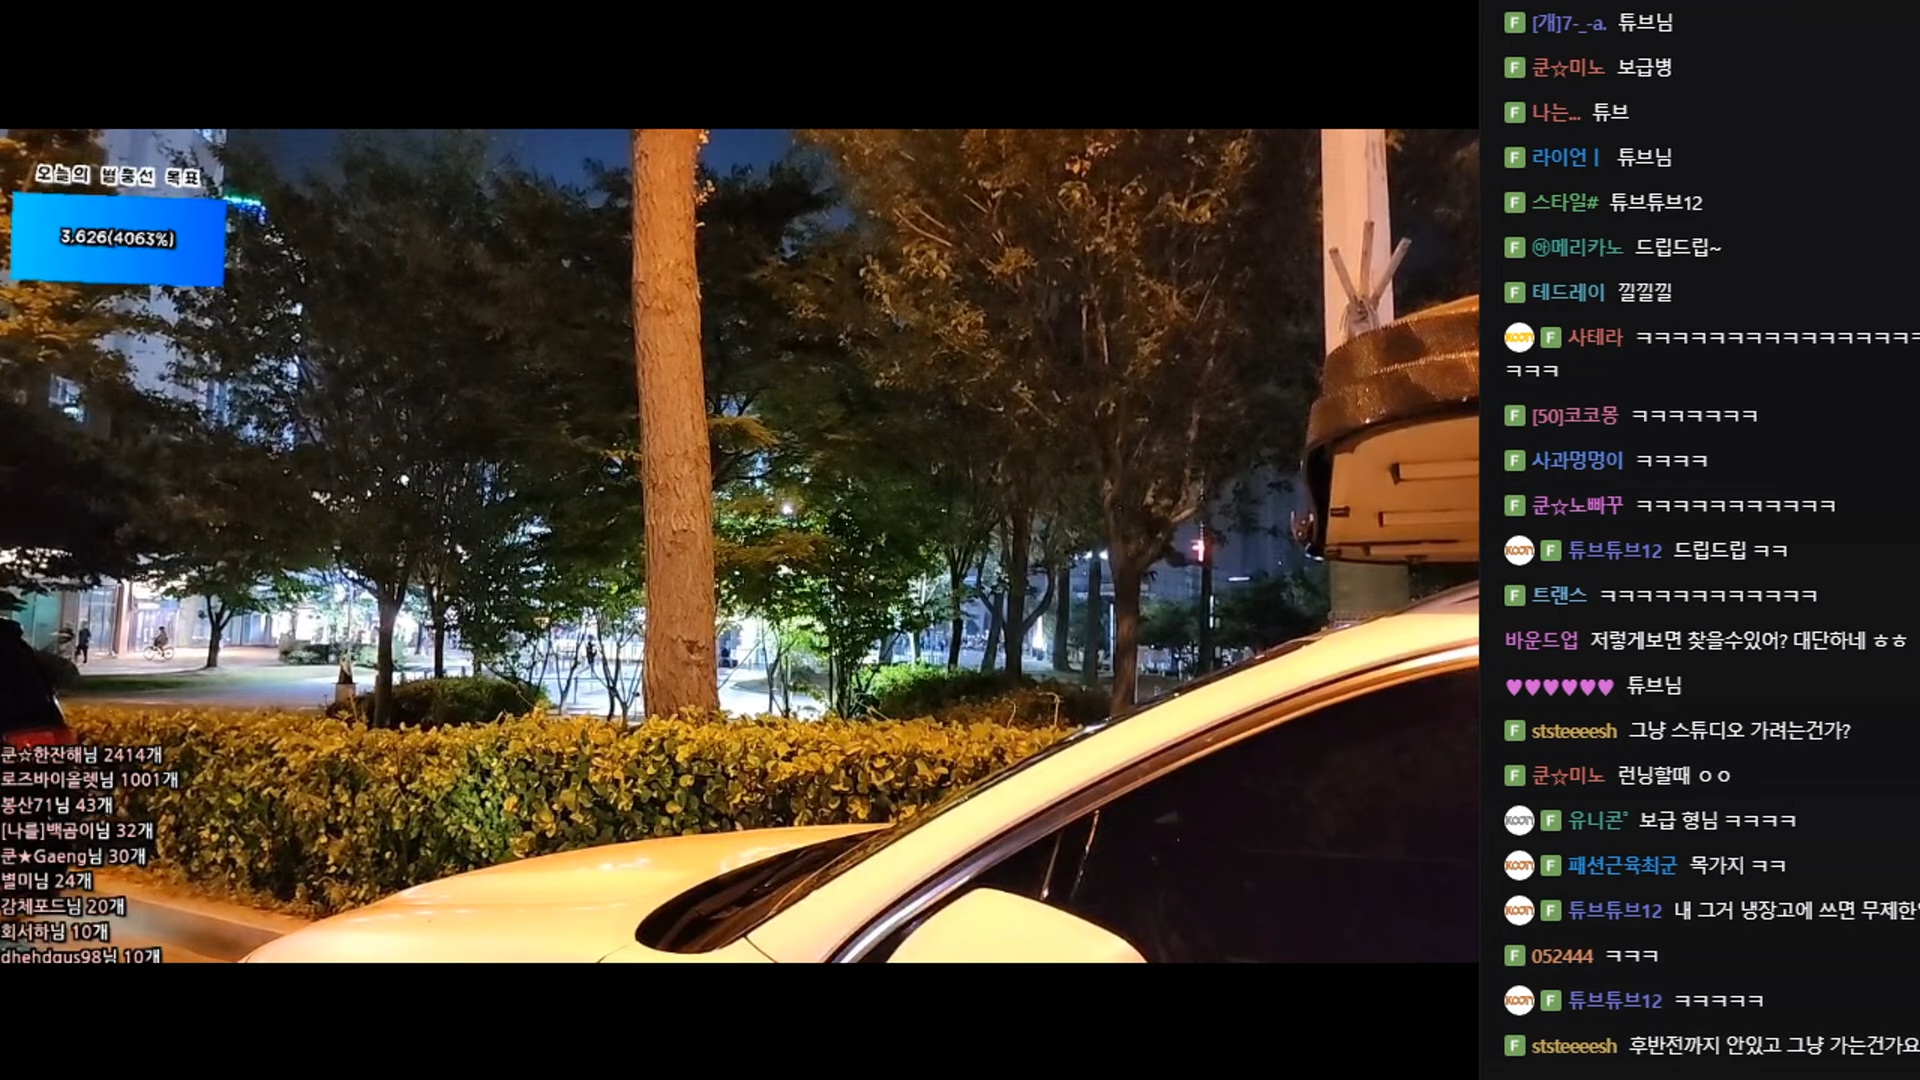 오늘의 별풍선 목표
3,626(4063%)
쿤☆한잔해님 2414개
로즈바이올렛님 1001개
봉산71님 43개
[나를]백곰이님 32개
쿤★Gaeng님 30개
별미님 24개
감체포드님 20개
회서하님 10개
dhehdgus98님 10개
F [개]7-_-a. 튜브님
F 쿤☆미노 보급병
F 나는... 튜브
F 라이언ㅣ 튜브님
F 스타일# 튜브튜브12
F ㉵메리카노 드립드립~
F 테드레이 낄낄낄
KOON F 사테라 ㅋㅋㅋㅋㅋㅋㅋㅋㅋㅋㅋㅋㅋㅋㅋㅋ
ㅋㅋㅋ
F [50]코코몽 ㅋㅋㅋㅋㅋㅋㅋ
F 사과멍멍이 ㅋㅋㅋㅋ
F 쿤☆노빠꾸 ㅋㅋㅋㅋㅋㅋㅋㅋㅋㅋㅋ
KOON F 튜브튜브12 드립드립 ㅋㅋ
F 트랜스 ㅋㅋㅋㅋㅋㅋㅋㅋㅋㅋㅋㅋ
바운드업 저렇게보면 찾을수있어? 대단하네 ㅎㅎ
♥♥♥♥♥♥ 튜브님
F ststeeeesh 그냥 스튜디오 가려는건가?
F 쿤☆미노 런닝할때 ㅇㅇ
KOON F 유니콘° 보급 형님 ㅋㅋㅋㅋ
KOON F 패션근육최군 목가지 ㅋㅋ
KOON F 튜브튜브12 내 그거 냉장고에 쓰면 무제한
F 052444 ㅋㅋㅋ
KOON F 튜브튜브12 ㅋㅋㅋㅋㅋ
F ststeeeesh 후반전까지 안있고 그냥 가는건가요